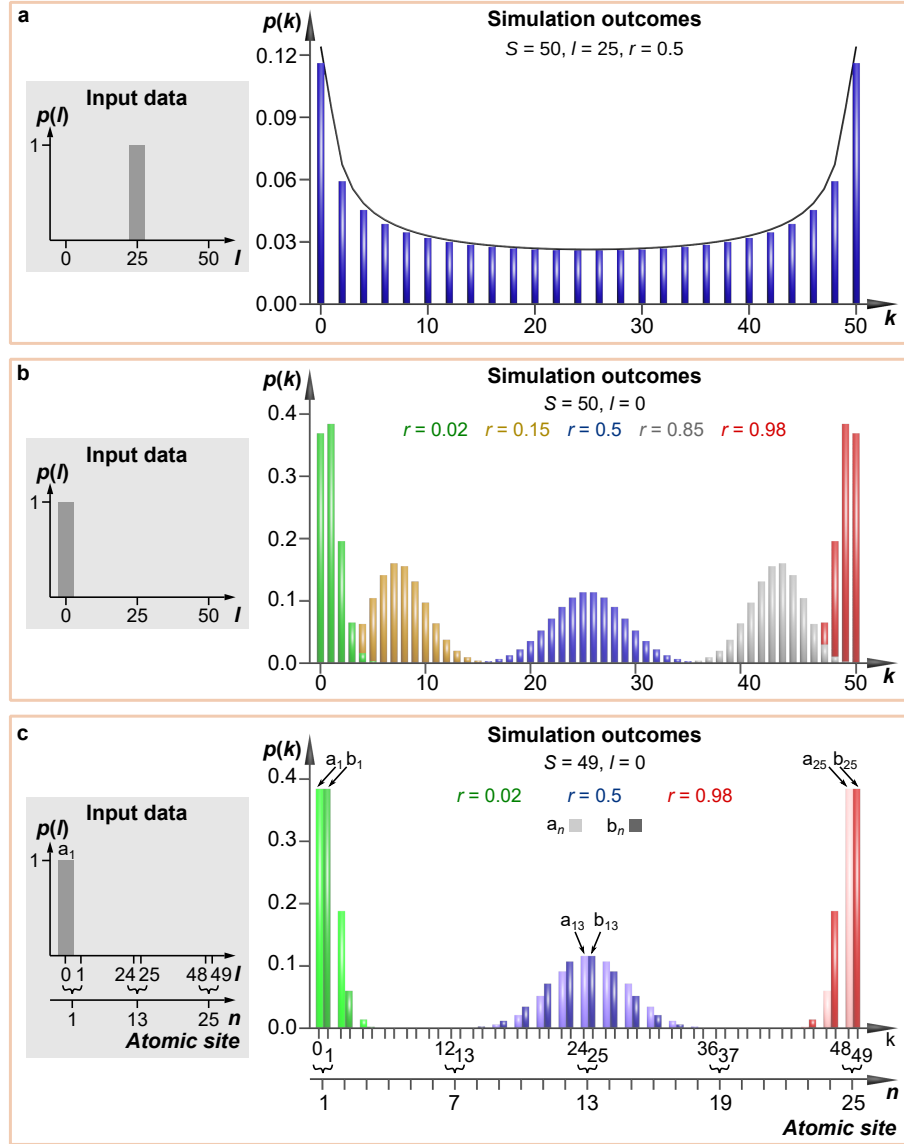 a
Simulation outcomes
S = 50, l = 25, r = 0.5
p(k)
0.12
0.09
0.06
0.03
0.00
0 10 20 30 40 50 k
Input data
p(l)
1
0 25 50 l
b
Simulation outcomes
S = 50, l = 0
r = 0.02 r = 0.15 r = 0.5 r = 0.85 r = 0.98
p(k)
0.4
0.3
0.2
0.1
0.0
0 10 20 30 40 50 k
Input data
p(l)
1
0 25 50 l
c
Simulation outcomes
S = 49, l = 0
r = 0.02 r = 0.5 r = 0.98
aₙ bₙ
p(k)
a₁ b₁
a₂₅ b₂₅
a₁₃ b₁₃
0.4
0.3
0.2
0.1
0.0
0 1 12 13 24 25 36 37 48 49 k
1 7 13 19 25 n
Atomic site
Input data
p(l)
a₁
1
0 1 24 25 48 49 l
1 13 25 n
Atomic site